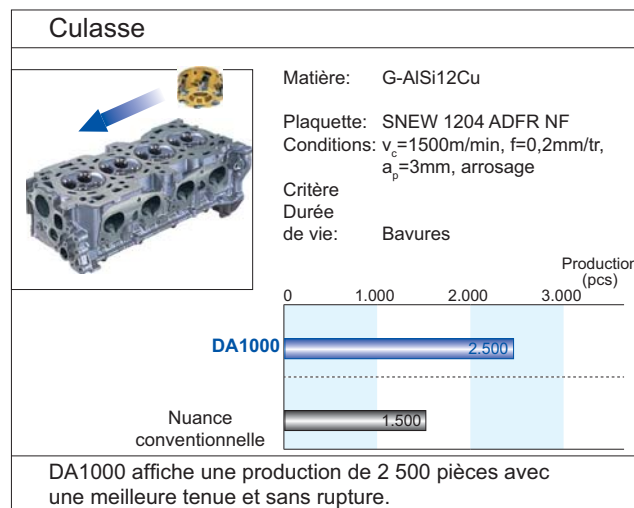 Culasse
Matière: G-AlSi12Cu
Plaquette: SNEW 1204 ADFR NF
Conditions: vc=1500m/min, f=0,2mm/tr,
ap=3mm, arrosage
Critère
Durée
de vie: Bavures
Production
(pcs)
0 1.000 2.000 3.000
DA1000 2.500
Nuance
conventionnelle 1.500
DA1000 affiche une production de 2 500 pièces avec
une meilleure tenue et sans rupture.